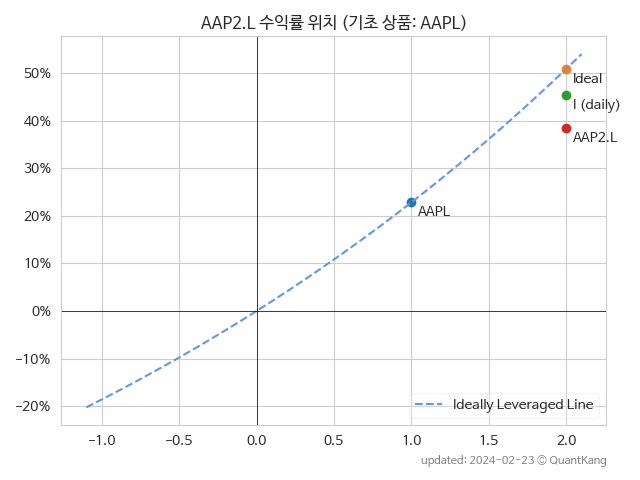 AAP2.L 수익률 위치 (기초 상품: AAPL)
50%
40%
30%
20%
10%
0%
−10%
−20%
Ideal
I (daily)
AAP2.L
AAPL
Ideally Leveraged Line
−1.0 −0.5 0.0 0.5 1.0 1.5 2.0
updated: 2024-02-23 © QuantKang